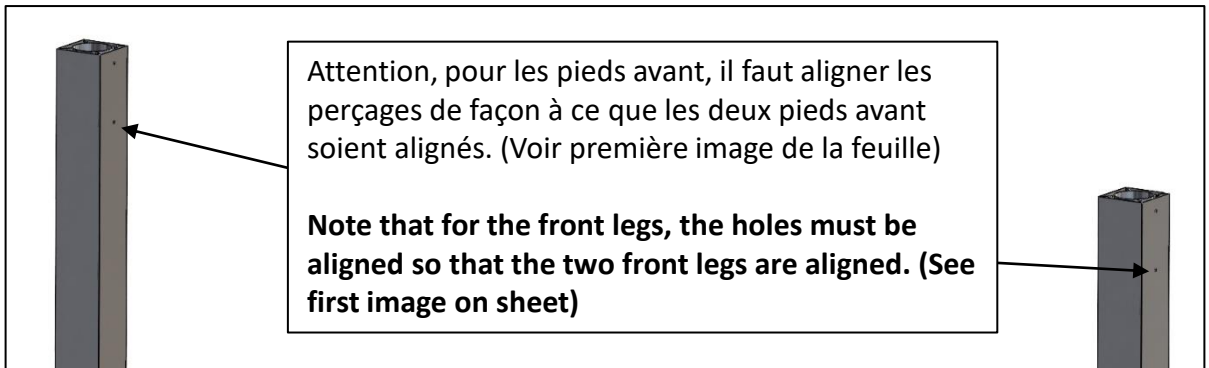 Attention, pour les pieds avant, il faut aligner les
perçages de façon à ce que les deux pieds avant
soient alignés. (Voir première image de la feuille)
Note that for the front legs, the holes must be
aligned so that the two front legs are aligned. (See
first image on sheet)